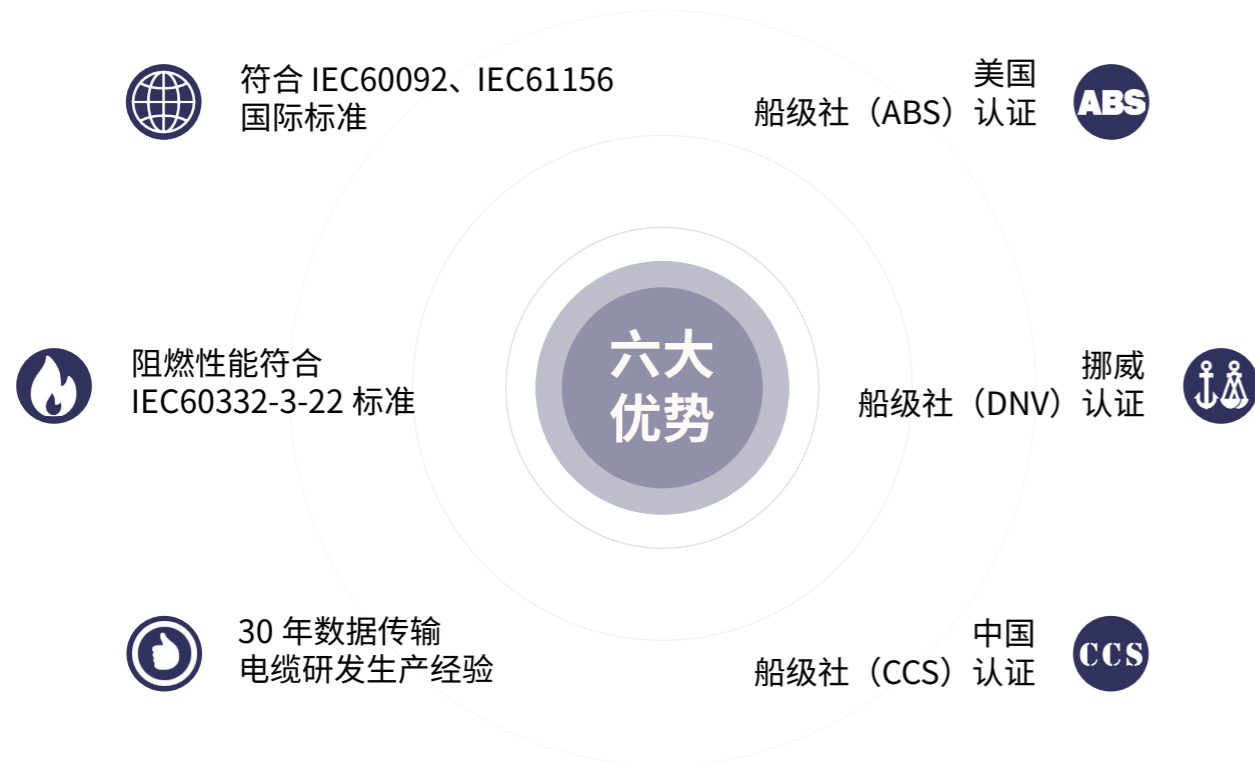 符合 IEC60092、IEC61156
国际标准
美国
船级社（ABS）认证
ABS
六大
优势
阻燃性能符合
IEC60332-3-22 标准
挪威
船级社（DNV）认证
30 年数据传输
电缆研发生产经验
中国
船级社（CCS）认证
CCS